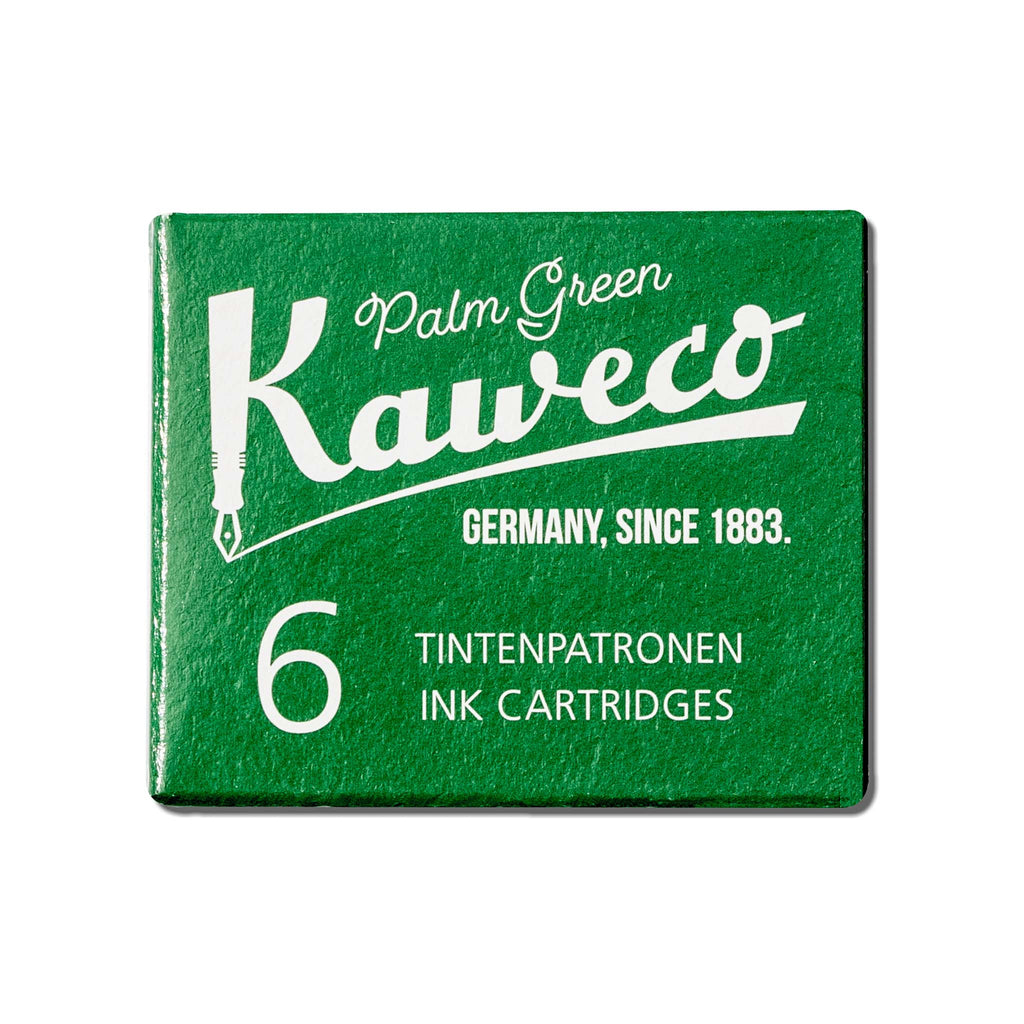 Palm Green
Kaweco
GERMANY, SINCE 1883.
6
TINTENPATRONEN
INK CARTRIDGES